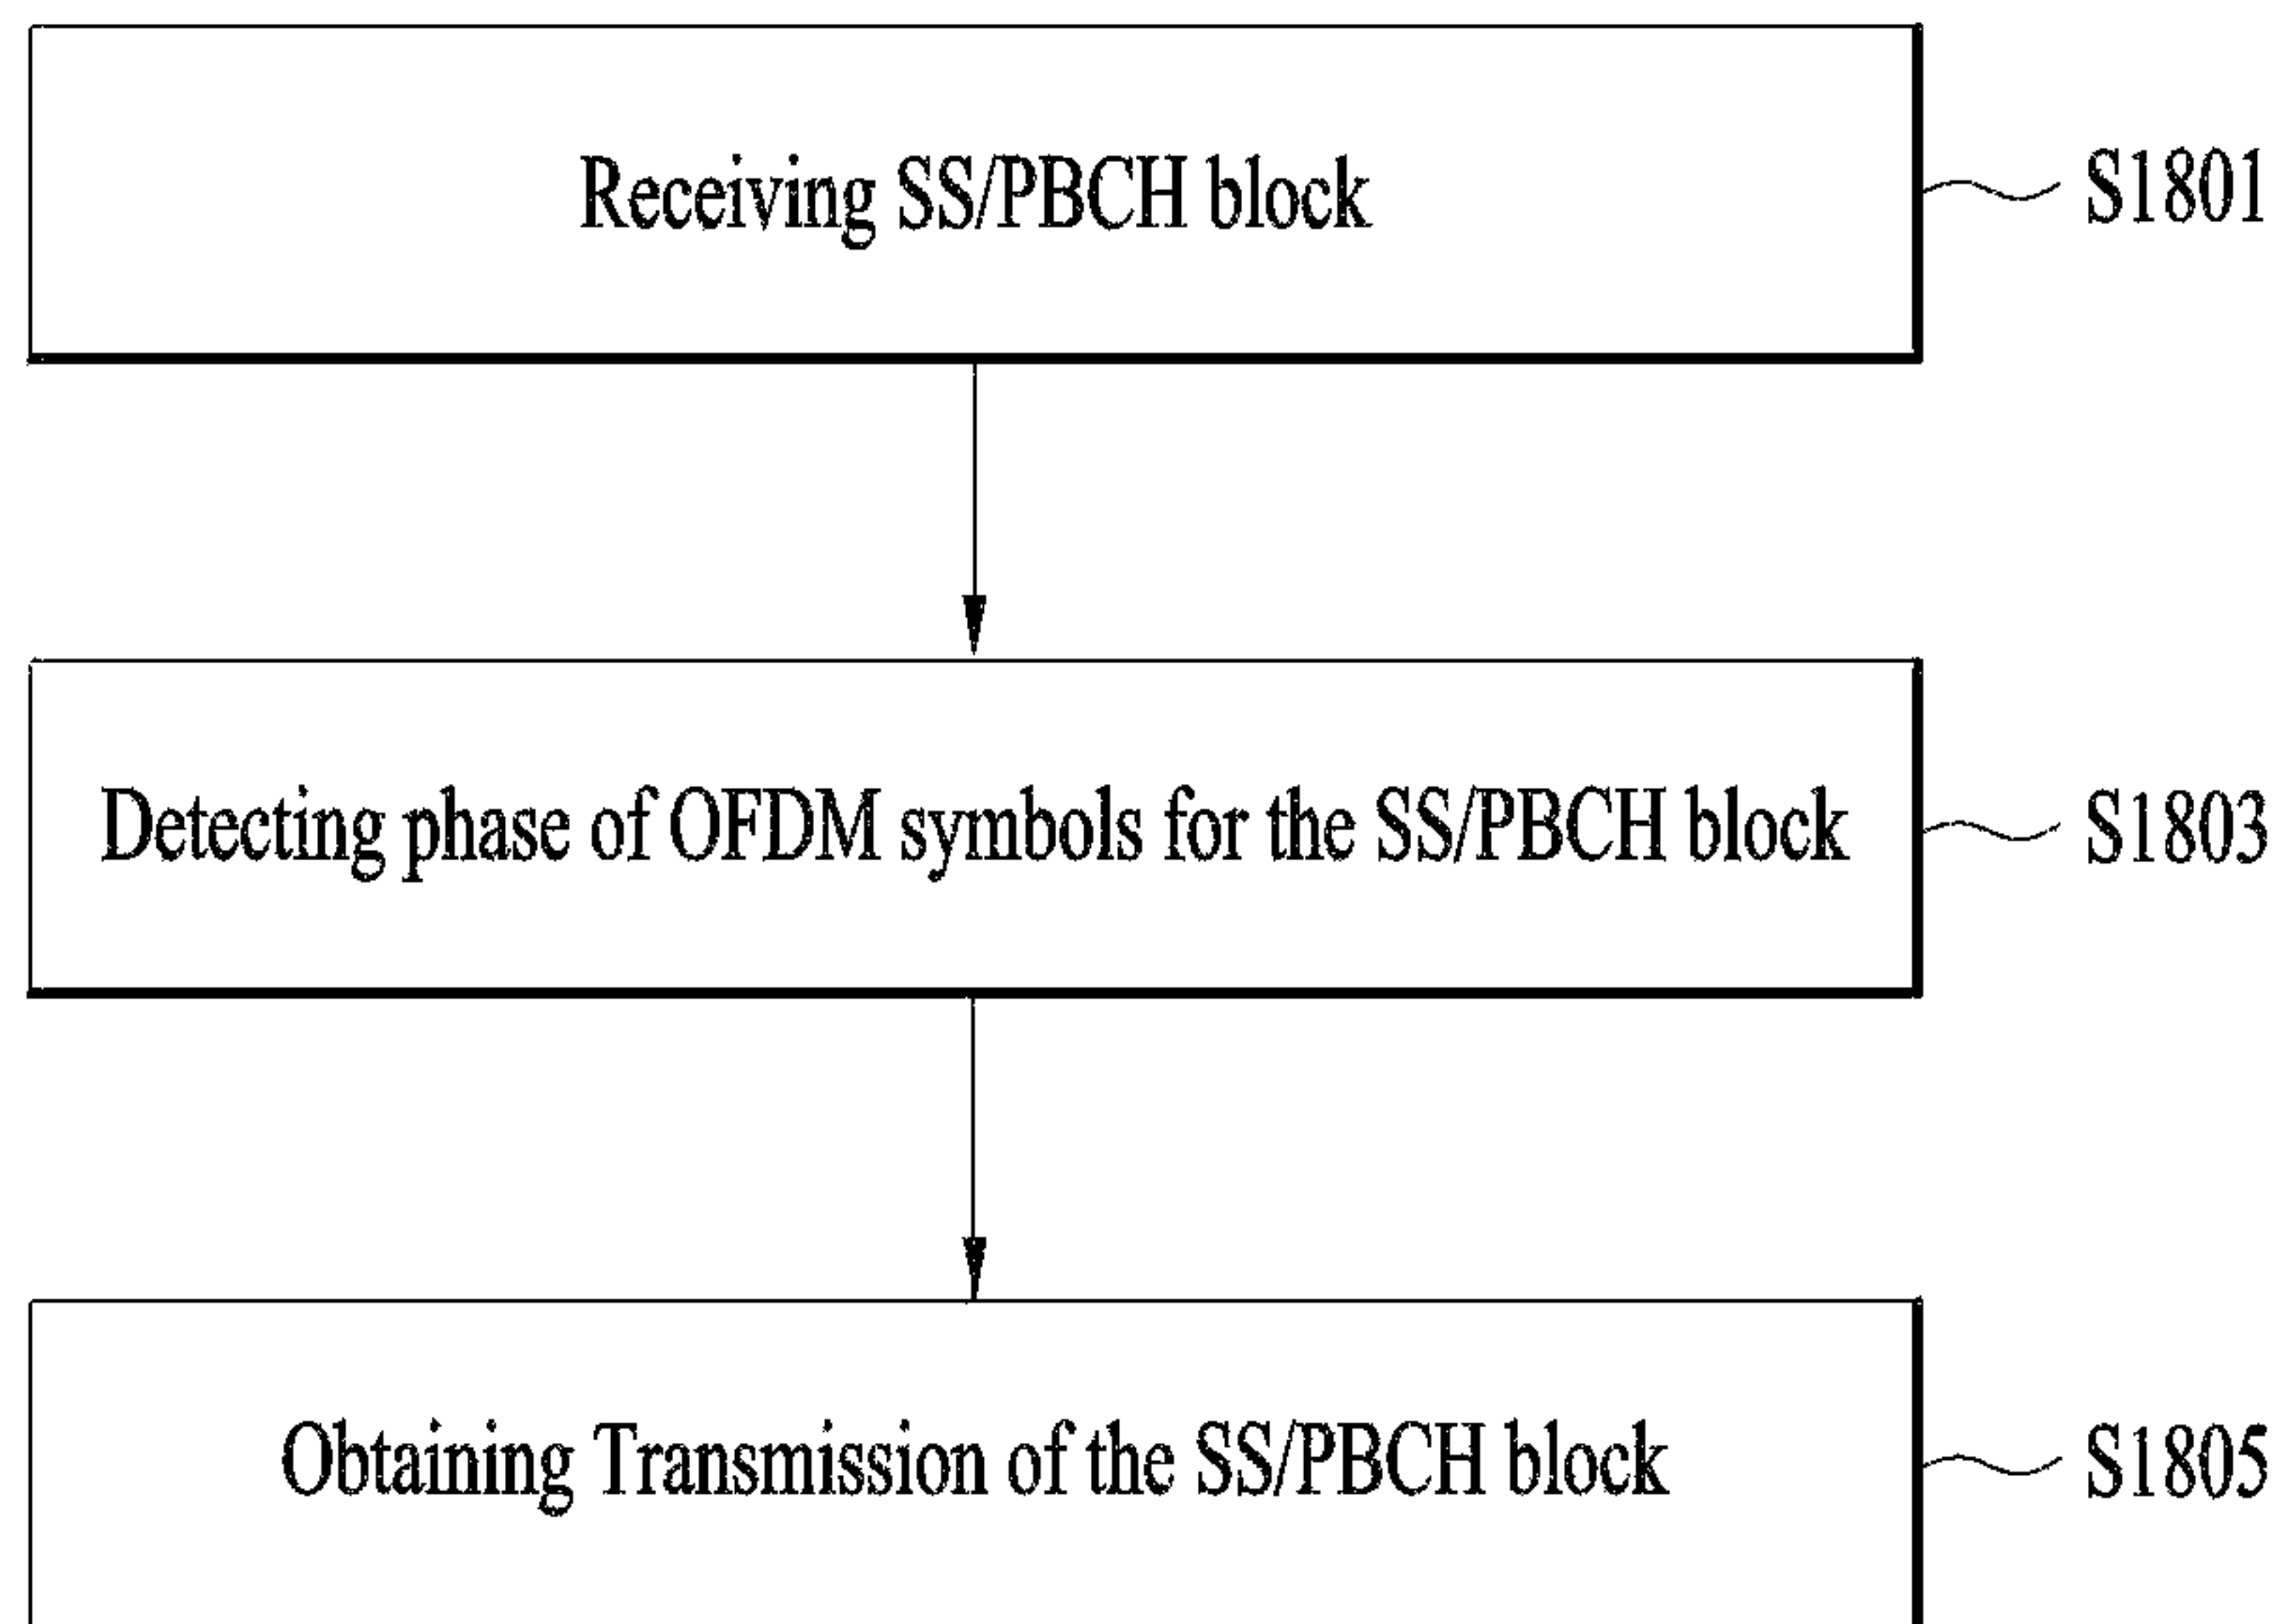 Receiving SS/PBCH block
S1801
Detecting phase of OFDM symbols for the SS/PBCH block
S1803
Obtaining Transmission of the SS/PBCH block
S1805